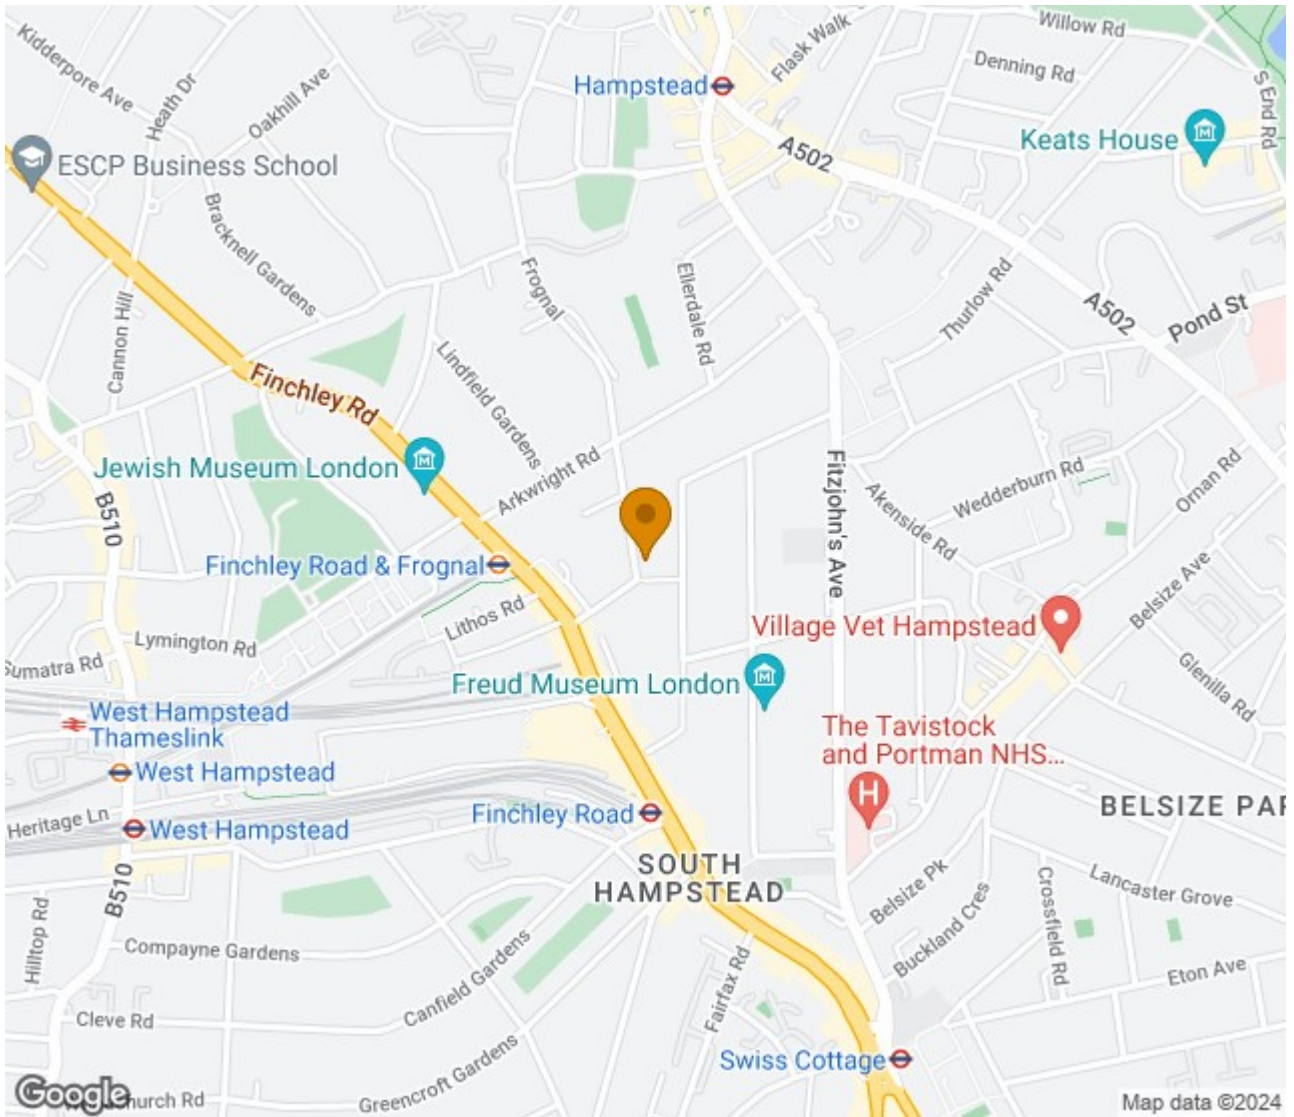 Willow Rd
Flask Walk
Kidderpore Ave
Heath Dr
Oakhill Ave
Denning Rd
S End Rd
Hampstead
Keats House
A502
ESCP Business School
Bracknell Gardens
Frognal
Ellerdale Rd
Thurlow Rd
A502
Pond St
Cannon Hill
Lindfield Gardens
Finchley Rd
Jewish Museum London
Arkwright Rd
Fitzjohn's Ave
Akenside Rd
Wedderburn Rd
Ornan Rd
B510
Finchley Road & Frognal
Belsize Ave
Lithos Rd
Lymington Rd
Village Vet Hampstead
Sumatra Rd
Glenilla Rd
Freud Museum London
West Hampstead
Thameslink
The Tavistock
and Portman NHS...
West Hampstead
H
BELSIZE PAR
Heritage Ln
West Hampstead
Finchley Road
SOUTH
HAMPSTEAD
B510
Belsize Pk
Buckland Cres
Crossfield Rd
Lancaster Grove
Hilltop Rd
Compayne Gardens
Canfield Gardens
Fairfax Rd
Eton Ave
Cleve Rd
Greencroft Gardens
Swiss Cottage
Google
church Rd
Map data ©2024